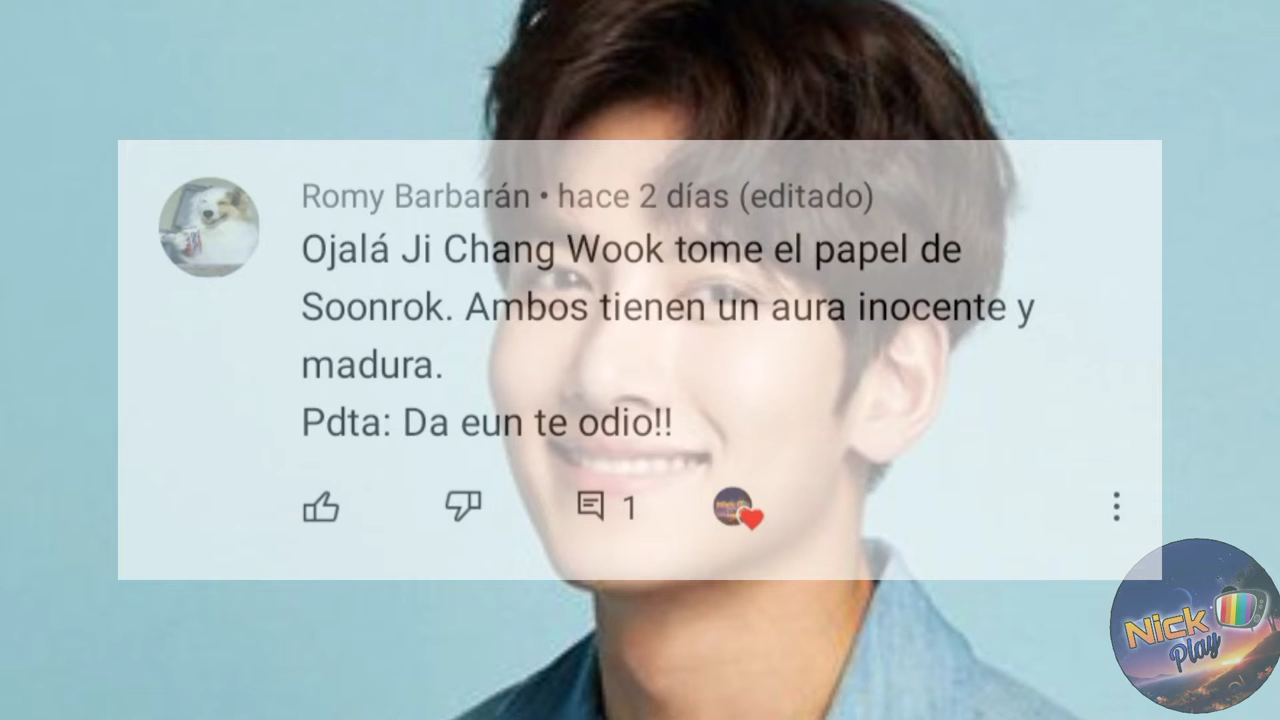 Romy Barbarán • hace 2 días (editado)
Ojalá Ji Chang Wook tome el papel de
Soonrok. Ambos tienen un aura inocente y
madura.
Pdta: Da eun te odio!!
1
Nick
Play